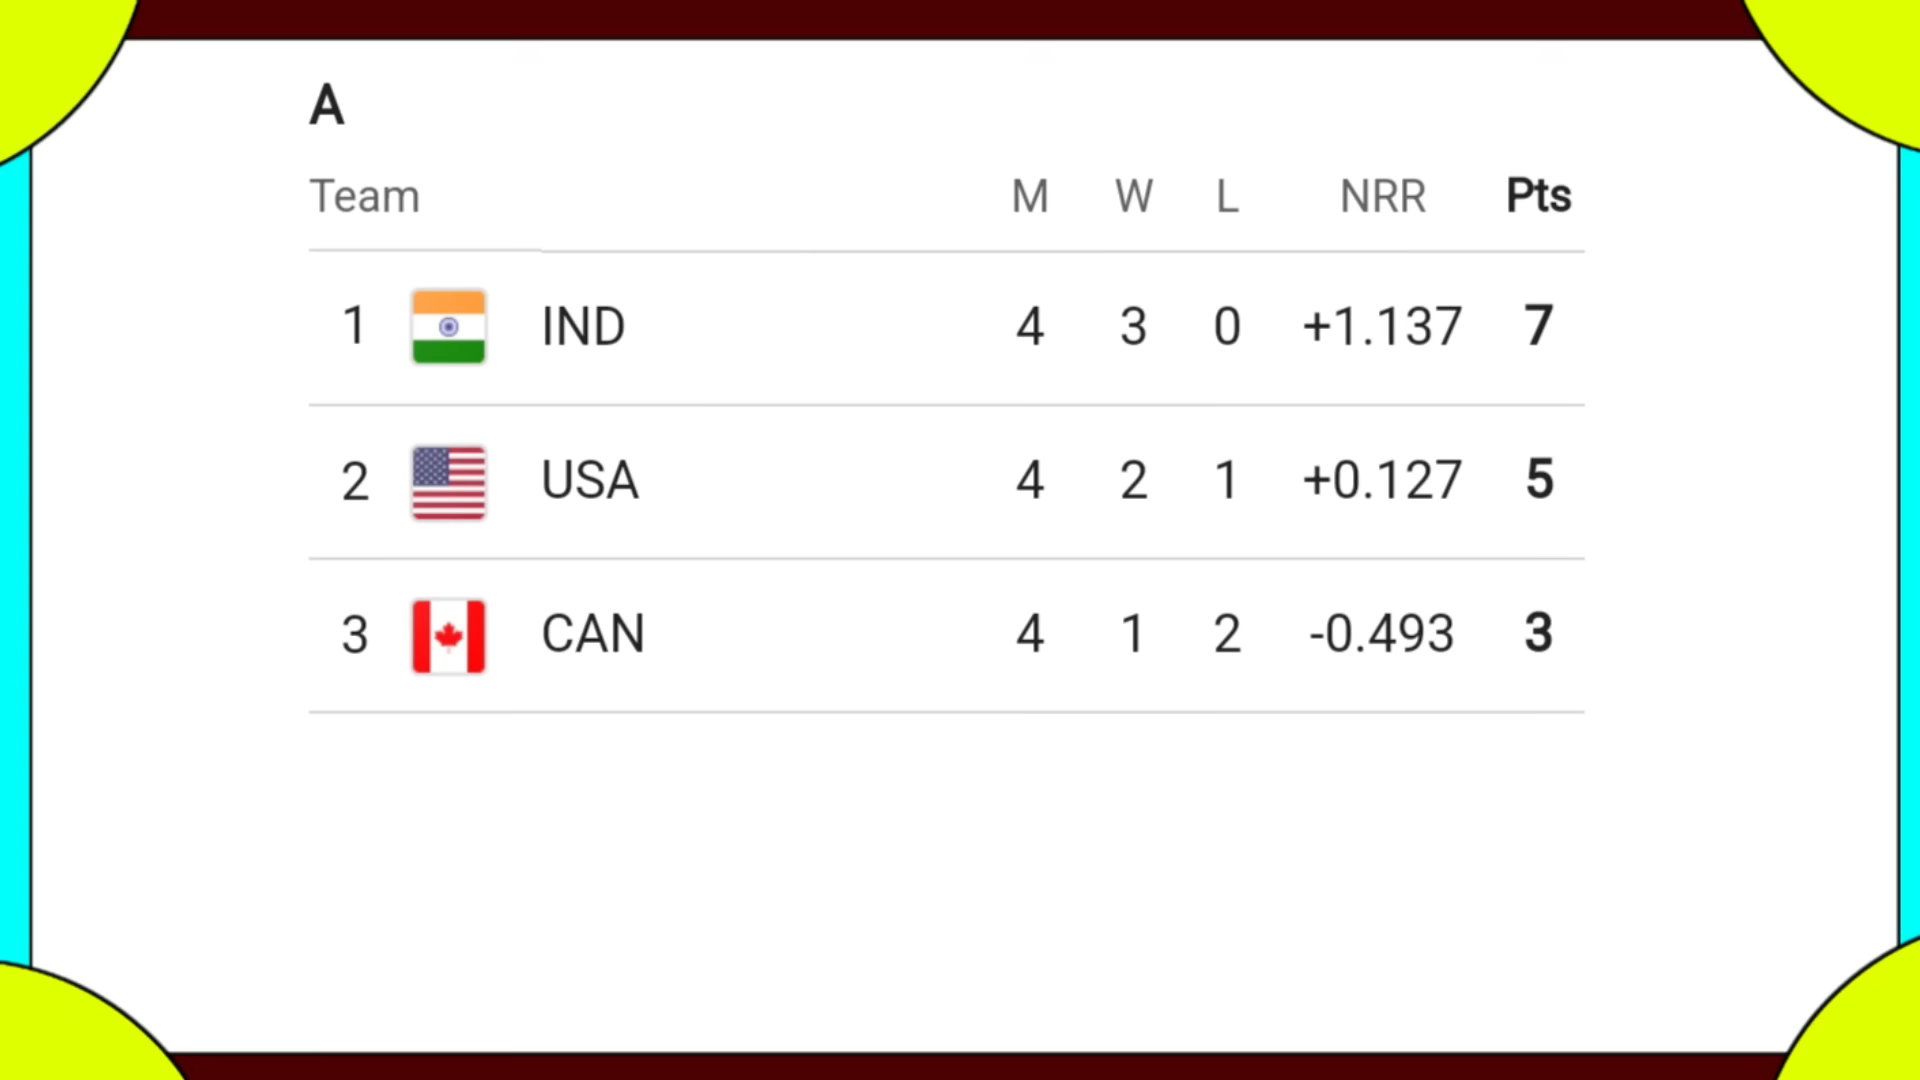 A
Team M W L NRR Pts
1 IND 4 3 0 +1.137 7
2 USA 4 2 1 +0.127 5
3 CAN 4 1 2 -0.493 3